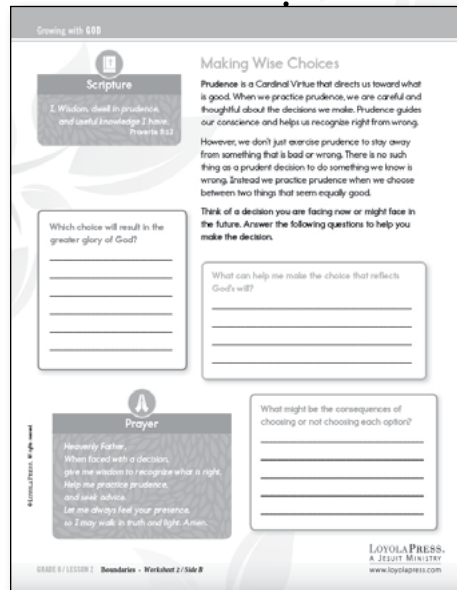 Growing with GOD
Scripture
I, Wisdom, dwell in prudence,
and useful knowledge I have.
Proverbs 8:12
Making Wise Choices
Prudence is a Cardinal Virtue that directs us toward what
is good. When we practice prudence, we are careful and
thoughtful about the decisions we make. Prudence guides
our conscience and helps us recognize right from wrong.
However, we don't just exercise prudence to stay away
from something that is bad or wrong. There is no such
thing as a prudent decision to do something we know is
wrong. Instead we practice prudence when we choose
between two things that seem equally good.
Think of a decision you are facing now or might face in
the future. Answer the following questions to help you
make the decision.
Which choice will result in the
greater glory of God?
What can help me make the choice that reflects
God's will?
Prayer
Heavenly Father,
When faced with a decision,
give me wisdom to recognize what is right.
Help me practice prudence,
and seek advice.
Let me always feel your presence,
so I may walk in truth and light. Amen.
What might be the consequences of
choosing or not choosing each option?
© LOYOLA PRESS. All rights reserved.
GRADE 8 / LESSON 2 Boundaries - Worksheet 2 / Side B
LOYOLA PRESS.
A JESUIT MINISTRY
www.loyolapress.com